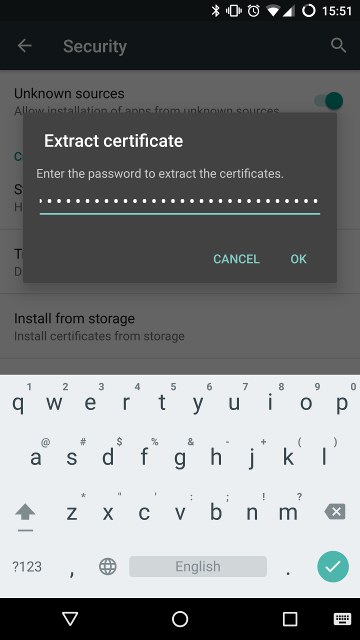 15:51
Security
Unknown sources
Allow installation of apps from unknown sources
C
Extract certificate
Enter the password to extract the certificates.
S
H
CANCEL OK
T
D
Install from storage
Install certificates from storage
1 2 3 4 5 6 7 8 9 0
q w e r t y u i o p
@ # $ % & - + ( )
a s d f g h j k l
* " ' : ; ! ?
z x c v b n m
?123 , English .